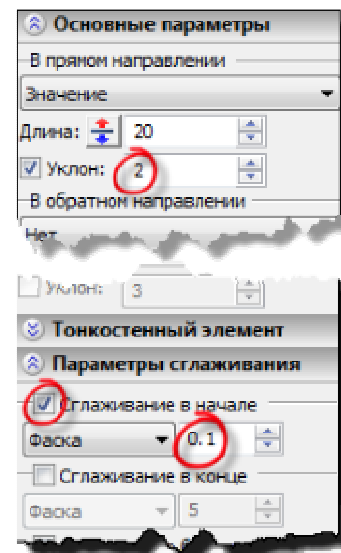 Основные параметры
В прямом направлении
Значение
Длина: 20
Уклон: 2
В обратном направлении
Нет
Уклон: 3
Тонкостенный элемент
Параметры сглаживания
Сглаживание в начале
Фаска 0.1
Сглаживание в конце
Фаска 5